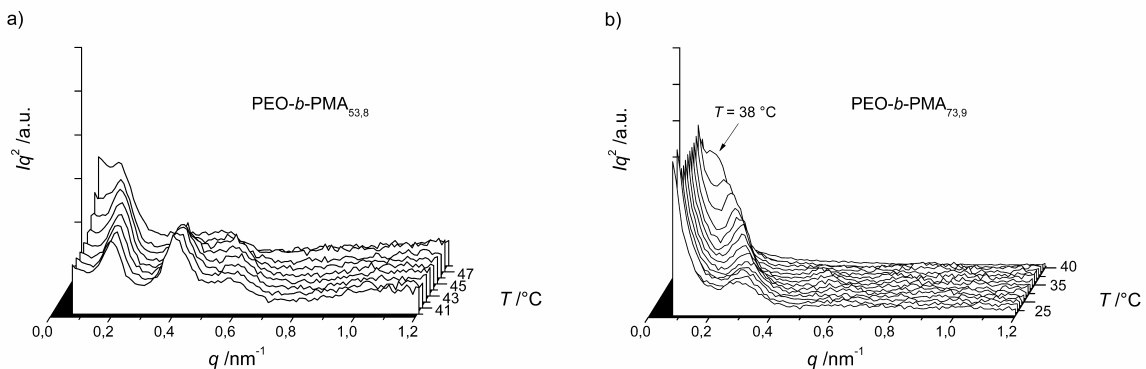 a)
PEO-b-PMA53,8
Iq² /a.u.
47
45
43
41
T /°C
0,0 0,2 0,4 0,6 0,8 1,0 1,2
q /nm⁻¹
b)
PEO-b-PMA73,9
T = 38 °C
Iq² /a.u.
40
35
25
T /°C
0,0 0,2 0,4 0,6 0,8 1,0 1,2
q /nm⁻¹